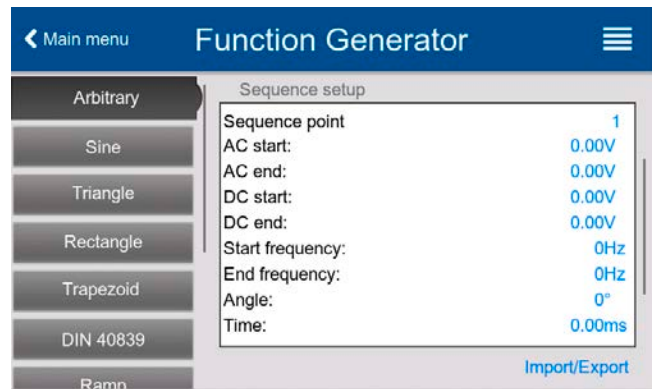 Main menu
Function Generator
Arbitrary
Sine
Triangle
Rectangle
Trapezoid
DIN 40839
Ramp
Sequence setup
Sequence point 1
AC start: 0.00V
AC end: 0.00V
DC start: 0.00V
DC end: 0.00V
Start frequency: 0Hz
End frequency: 0Hz
Angle: 0°
Time: 0.00ms
Import/Export